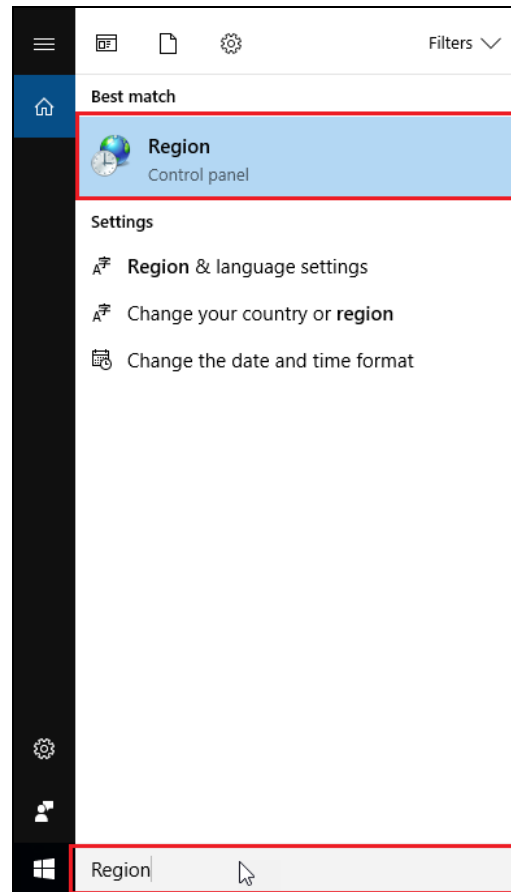 Filters
Best match
Region
Control panel
Settings
Region & language settings
Change your country or region
Change the date and time format
Region